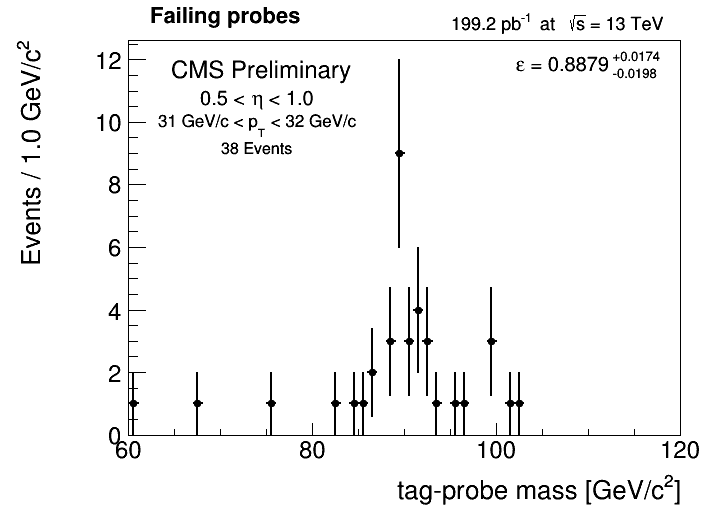 Failing probes
199.2 pb⁻¹ at √s = 13 TeV
CMS Preliminary
ε = 0.8879 +0.0174 -0.0198
0.5 < η < 1.0
31 GeV/c < p_T < 32 GeV/c
38 Events
Events / 1.0 GeV/c²
12
10
8
6
4
2
0
60 80 100 120
tag-probe mass [GeV/c²]